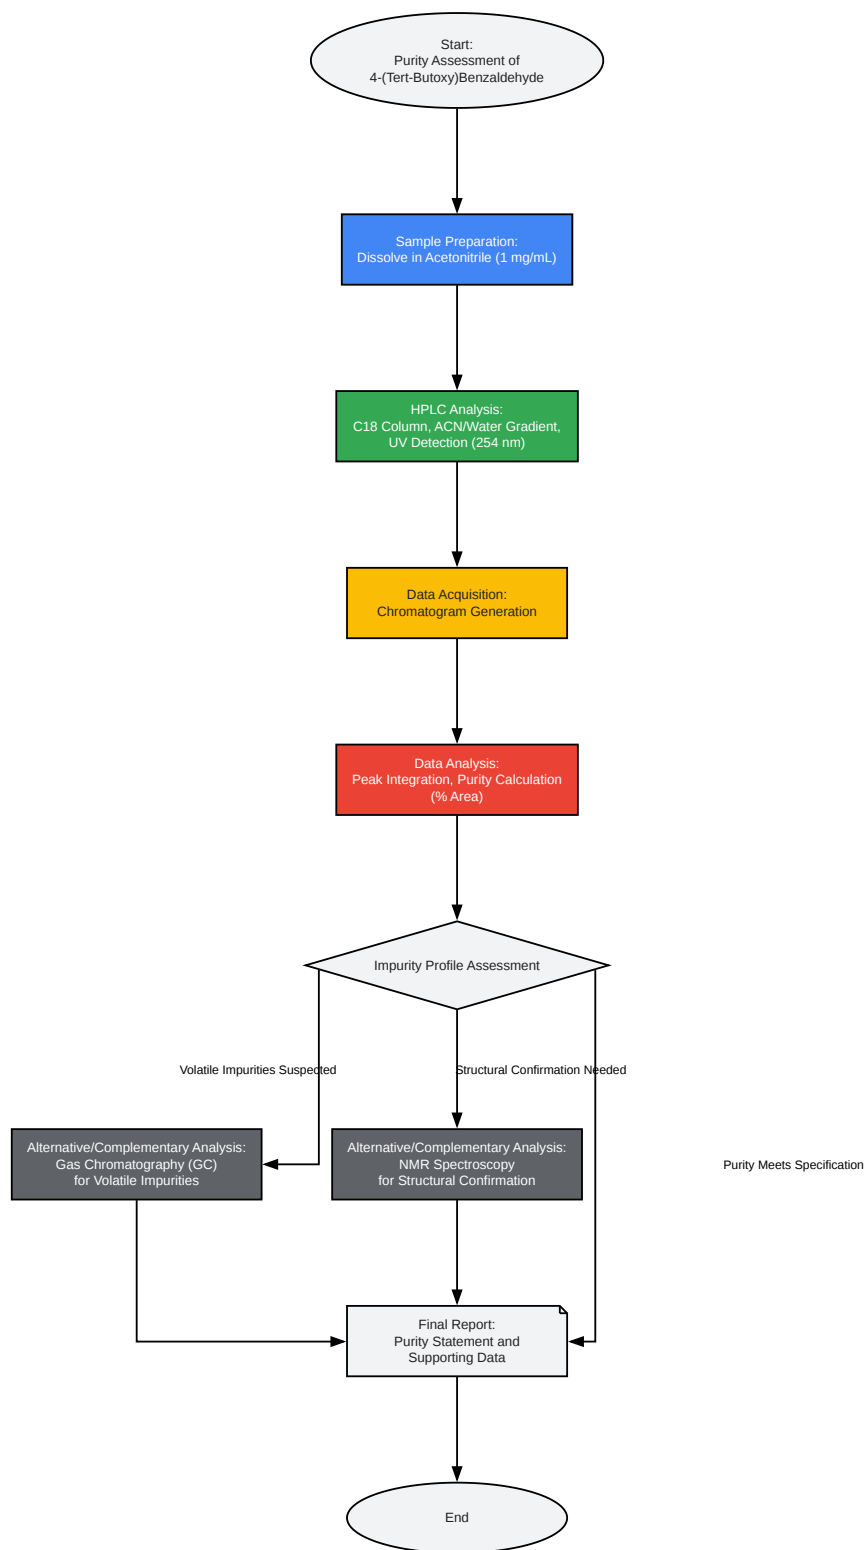 Start:
Purity Assessment of
4-(Tert-Butoxy)Benzaldehyde
Sample Preparation:
Dissolve in Acetonitrile (1 mg/mL)
HPLC Analysis:
C18 Column, ACN/Water Gradient,
UV Detection (254 nm)
Data Acquisition:
Chromatogram Generation
Data Analysis:
Peak Integration, Purity Calculation
(% Area)
Impurity Profile Assessment
Volatile Impurities Suspected
Structural Confirmation Needed
Alternative/Complementary Analysis:
Gas Chromatography (GC)
for Volatile Impurities
Alternative/Complementary Analysis:
NMR Spectroscopy
for Structural Confirmation
Purity Meets Specification
Final Report:
Purity Statement and
Supporting Data
End